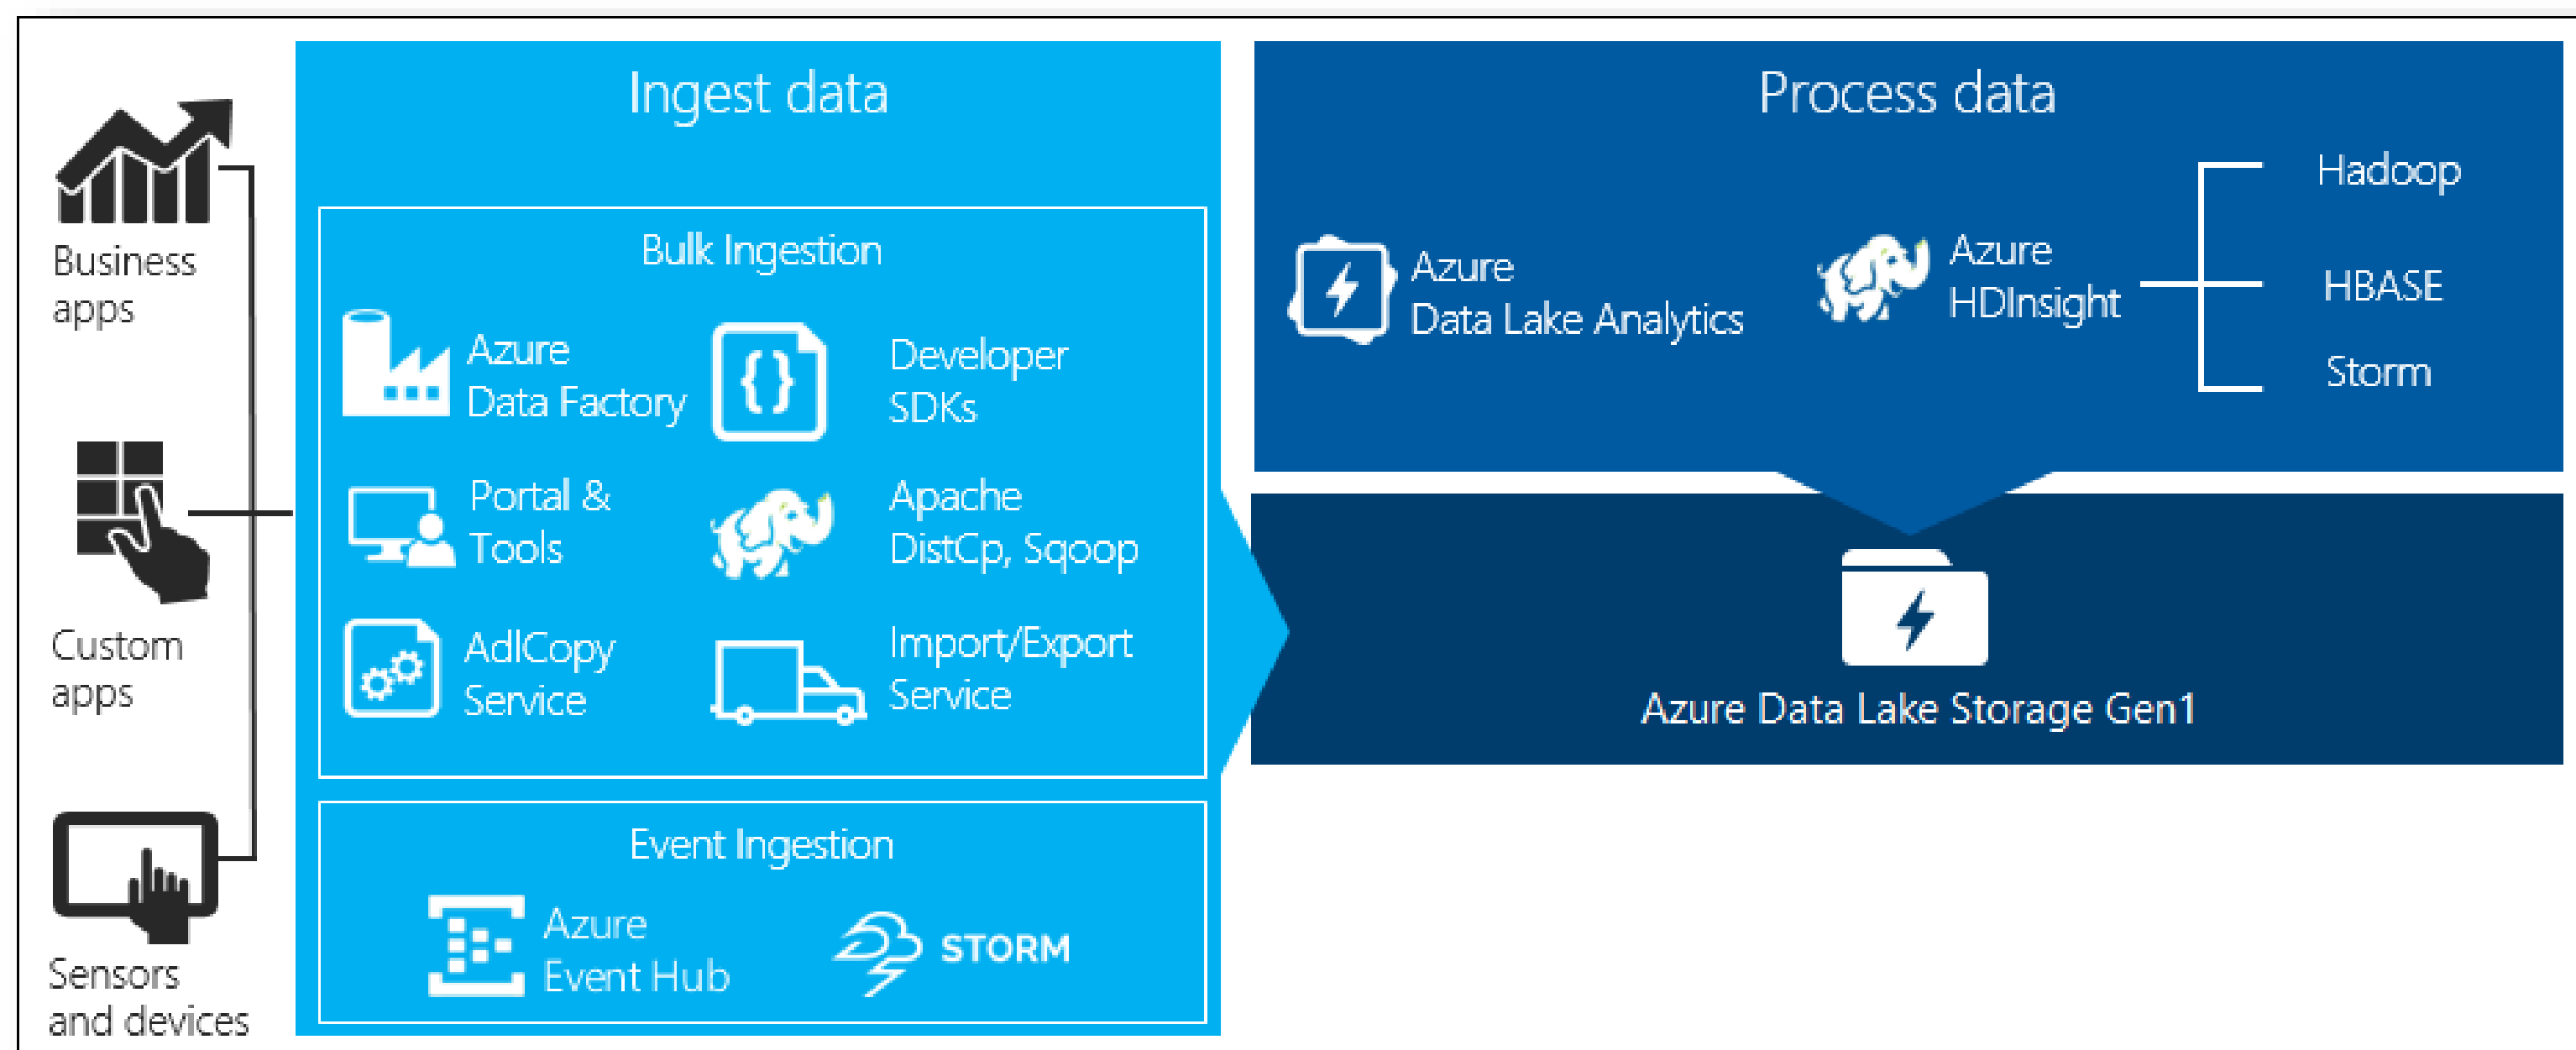 Business
apps
Custom
apps
Sensors
and devices
Ingest data
Bulk Ingestion
Azure
Data Factory
Developer
SDKs
Portal &
Tools
Apache
DistCp, Sqoop
AdlCopy
Service
Import/Export
Service
Event Ingestion
Azure
Event Hub
STORM
Process data
Azure
Data Lake Analytics
Azure
HDInsight
Hadoop
HBASE
Storm
Azure Data Lake Storage Gen1